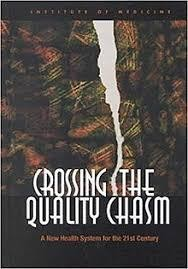 INSTITUTE OF MEDICINE
CROSSING THE
QUALITY CHASM
A New Health System for the 21st Century